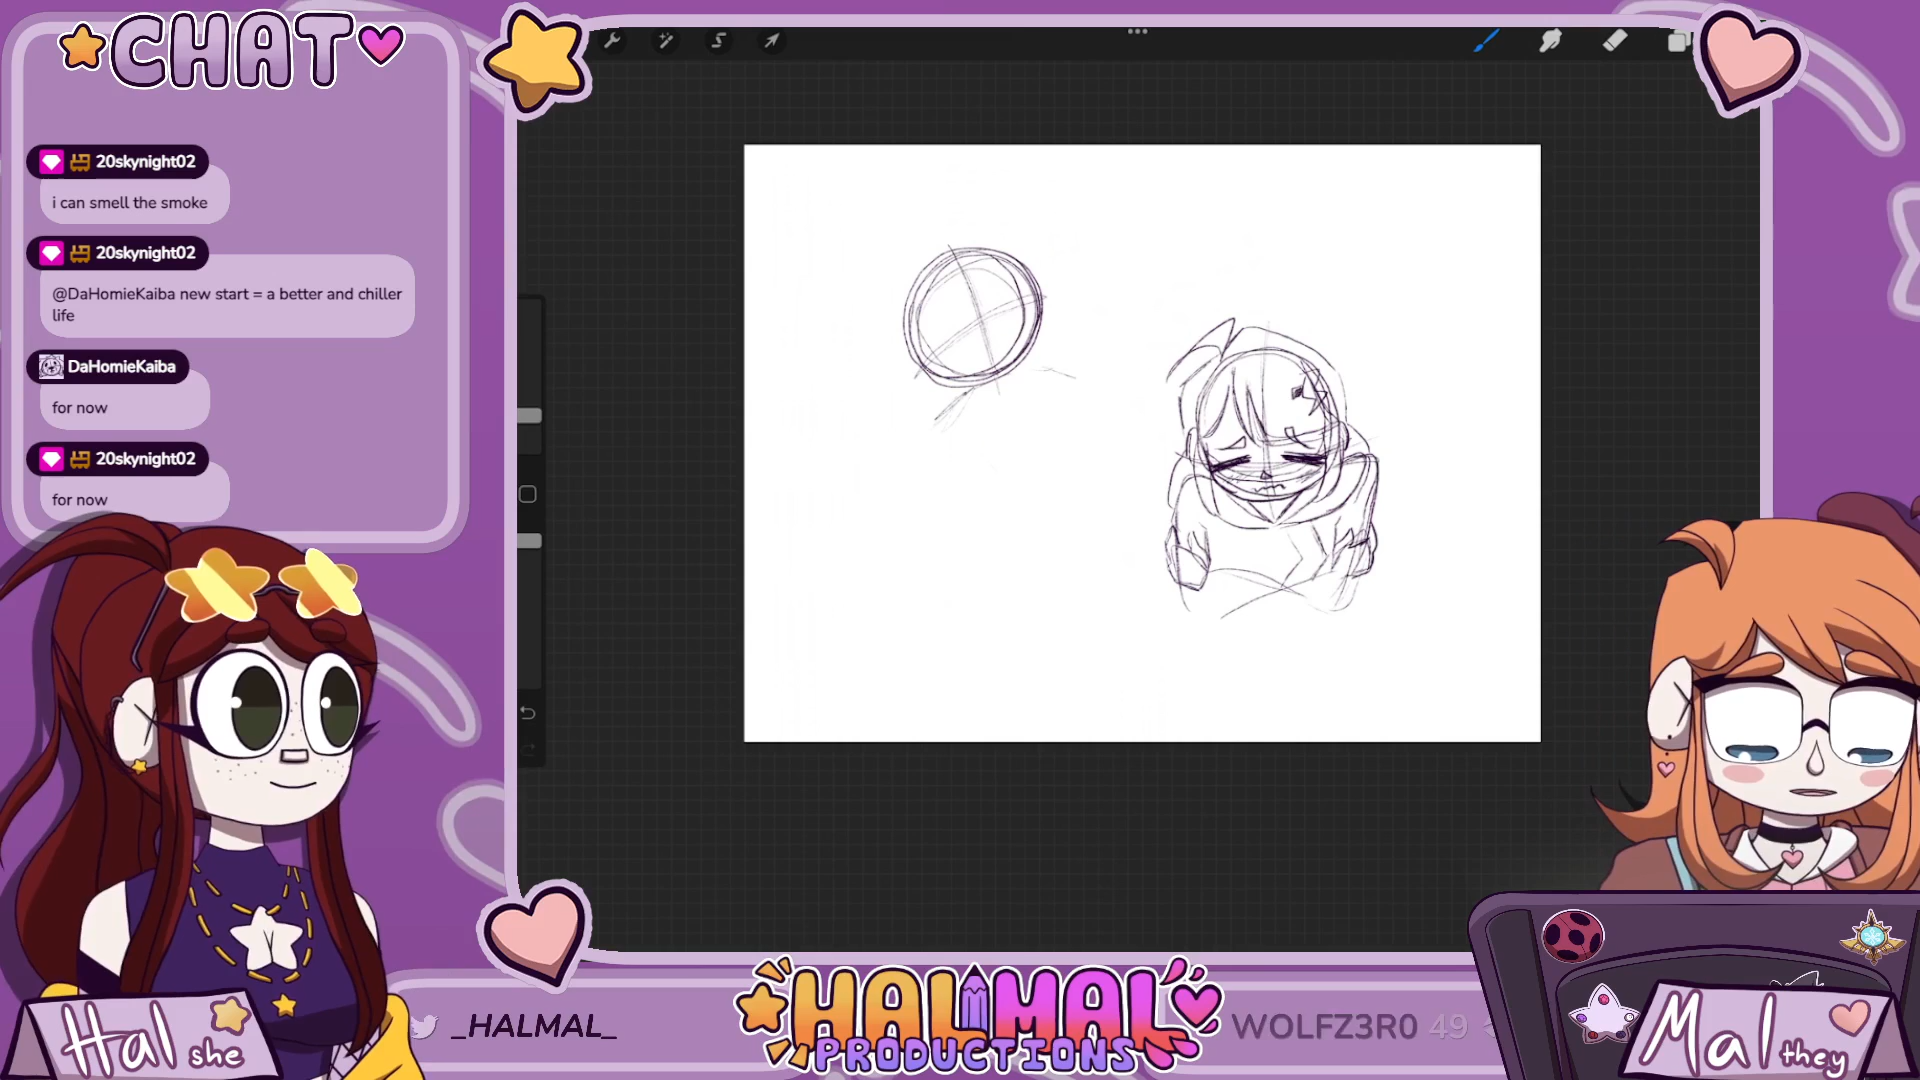 CHAT
20skynight02
i can smell the smoke
20skynight02
@DaHomieKaiba new start = a better and chiller
life
DaHomieKaiba
for now
20skynight02
for now
Hal she
_HALMAL_
HALMAL
PRODUCTIONS
WOLFZ3R0 49
Mal they